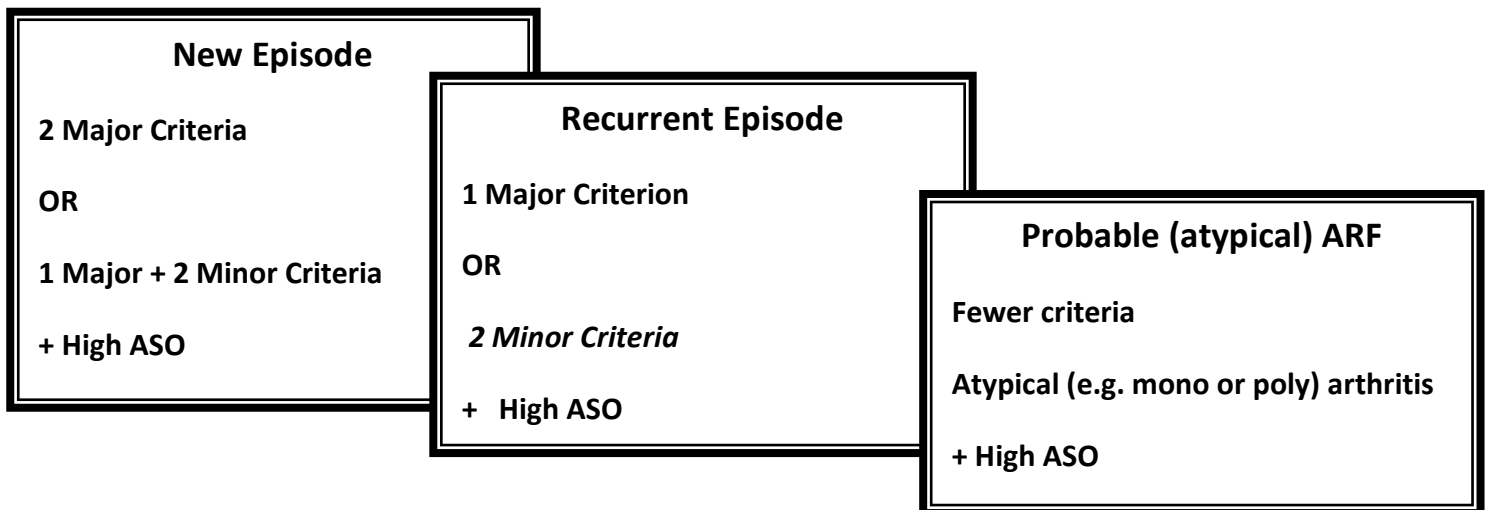 New Episode
2 Major Criteria
OR
1 Major + 2 Minor Criteria
+ High ASO
Recurrent Episode
1 Major Criterion
OR
2 Minor Criteria
+ High ASO
Probable (atypical) ARF
Fewer criteria
Atypical (e.g. mono or poly) arthritis
+ High ASO